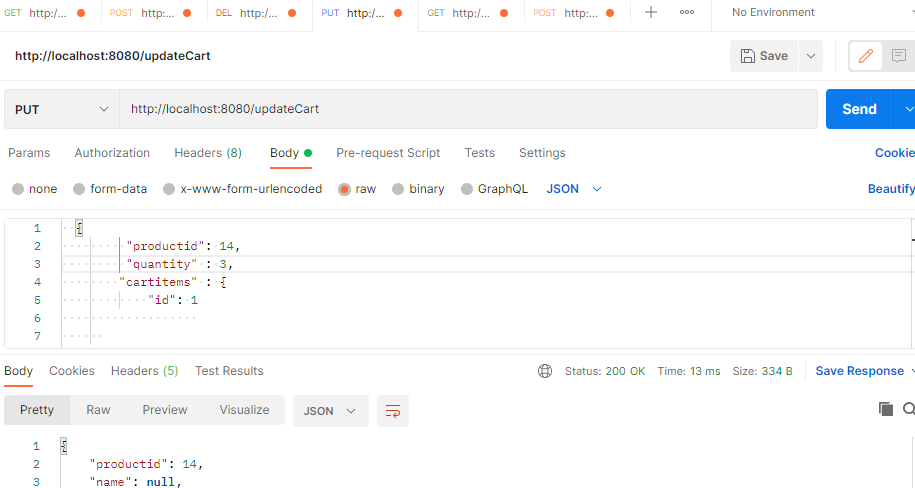 GET http:/... POST http:... DEL http:/... PUT http:/... GET http:/... POST http:... + ooo No Environment
http://localhost:8080/updateCart Save
PUT http://localhost:8080/updateCart Send
Params Authorization Headers (8) Body Pre-request Script Tests Settings Cookie
none form-data x-www-form-urlencoded raw binary GraphQL JSON Beautify
1 {
2 "productid": 14,
3 "quantity" : 3,
4 "cartitems" : {
5 "id": 1
6
7
Body Cookies Headers (5) Test Results Status: 200 OK Time: 13 ms Size: 334 B Save Response
Pretty Raw Preview Visualize JSON
1 {
2 "productid": 14,
3 "name": null,